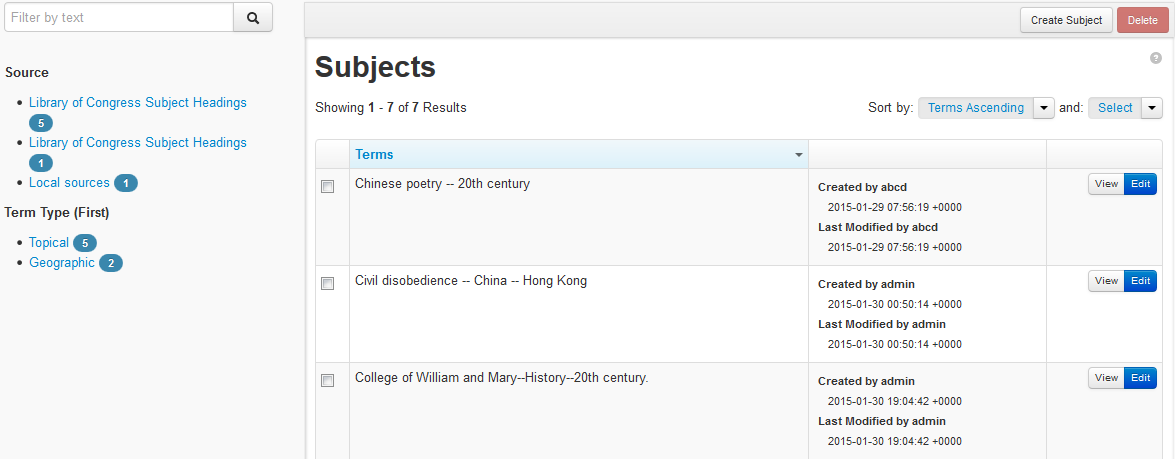 Filter by text
Create Subject Delete
Source
Library of Congress Subject Headings
5
Library of Congress Subject Headings
1
Local sources 1
Term Type (First)
Topical 5
Geographic 2
Subjects
?
Showing 1 - 7 of 7 Results
Sort by: Terms Ascending and: Select
Terms
Chinese poetry -- 20th century
Created by abcd
2015-01-29 07:56:19 +0000
Last Modified by abcd
2015-01-29 07:56:19 +0000
View Edit
Civil disobedience -- China -- Hong Kong
Created by admin
2015-01-30 00:50:14 +0000
Last Modified by admin
2015-01-30 00:50:14 +0000
View Edit
College of William and Mary--History--20th century.
Created by admin
2015-01-30 19:04:42 +0000
Last Modified by admin
2015-01-30 19:04:42 +0000
View Edit